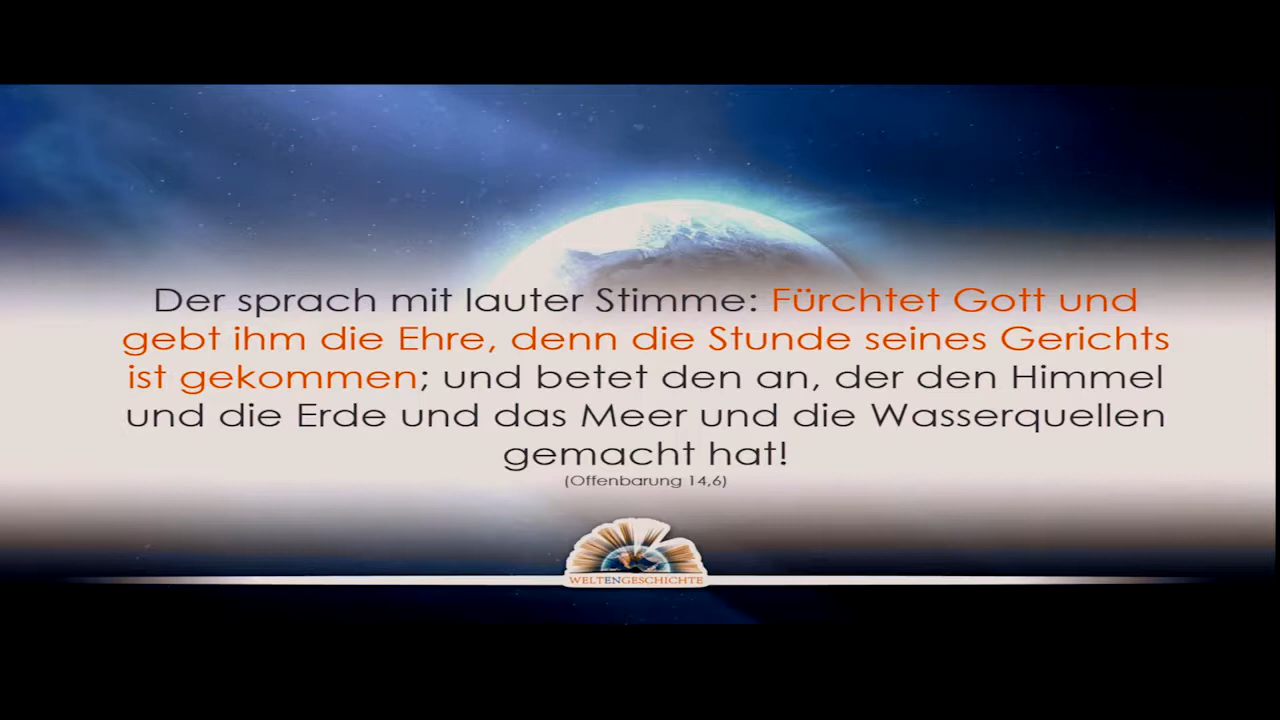 Der sprach mit lauter Stimme: Fürchtet Gott und
gebt ihm die Ehre, denn die Stunde seines Gerichts
ist gekommen; und betet den an, der den Himmel
und die Erde und das Meer und die Wasserquellen
gemacht hat!
(Offenbarung 14,6)
WELTENGESCHICHTE